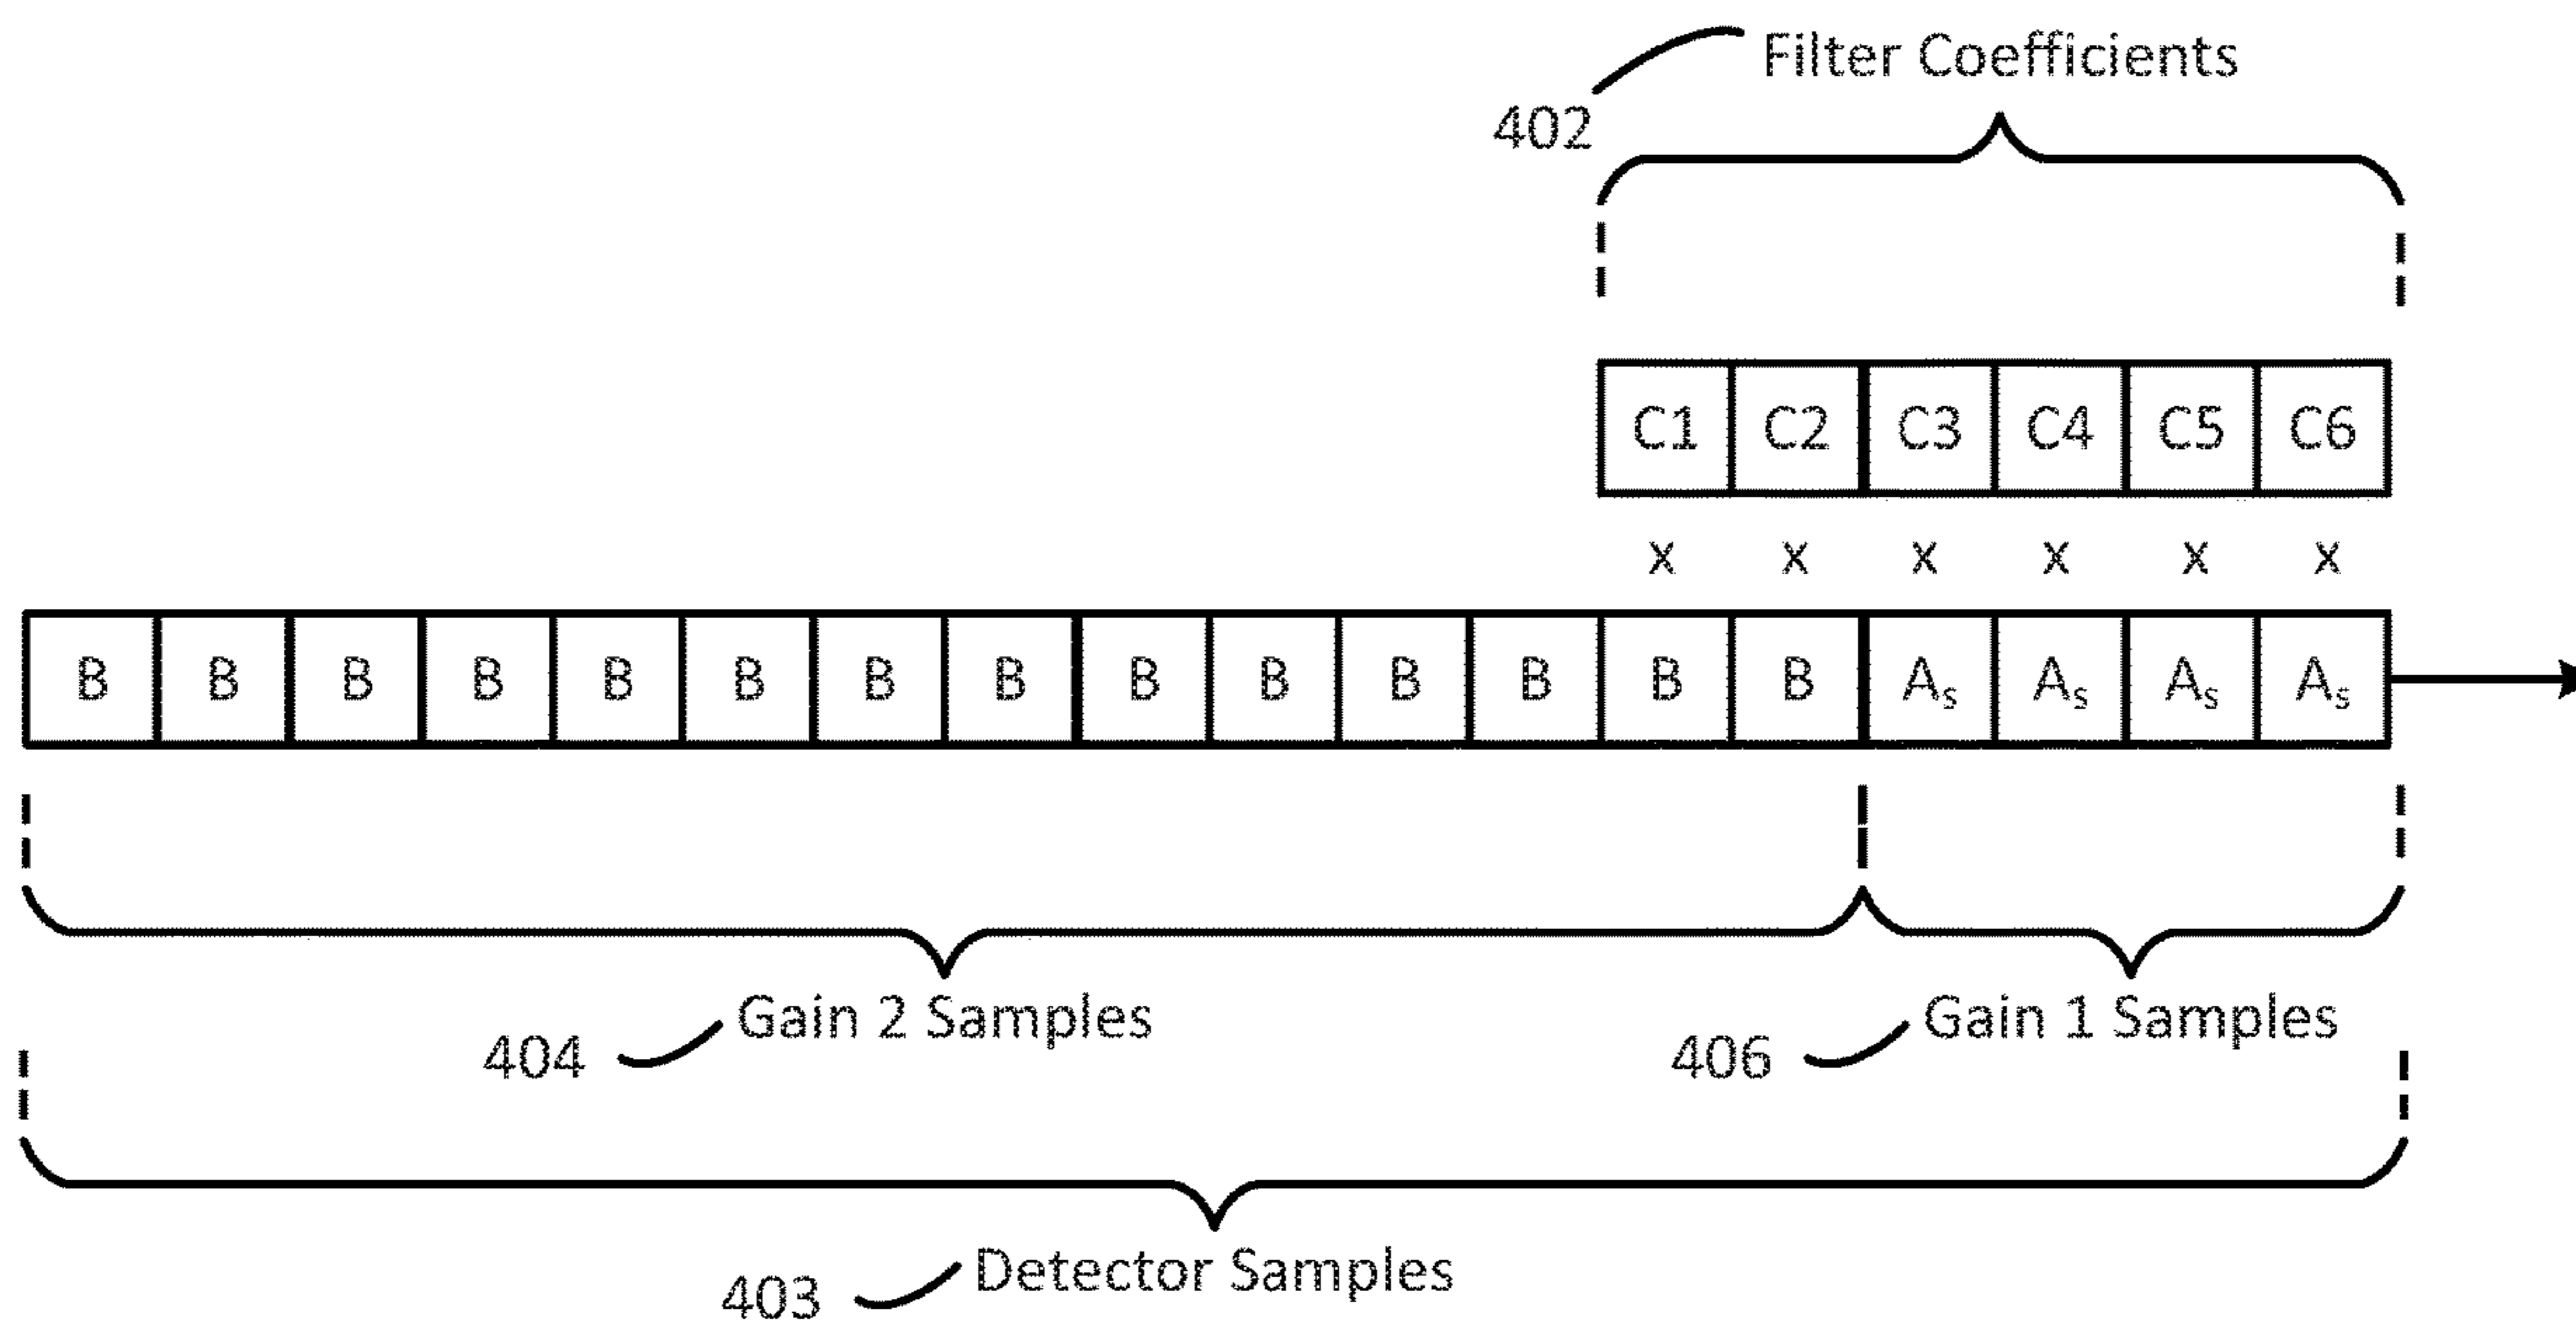 Filter Coefficients
402
C1 C2 C3 C4 C5 C6
x x x x x x
B B B B B B B B B B B B B B As As As As
Gain 2 Samples
404
Gain 1 Samples
406
Detector Samples
403